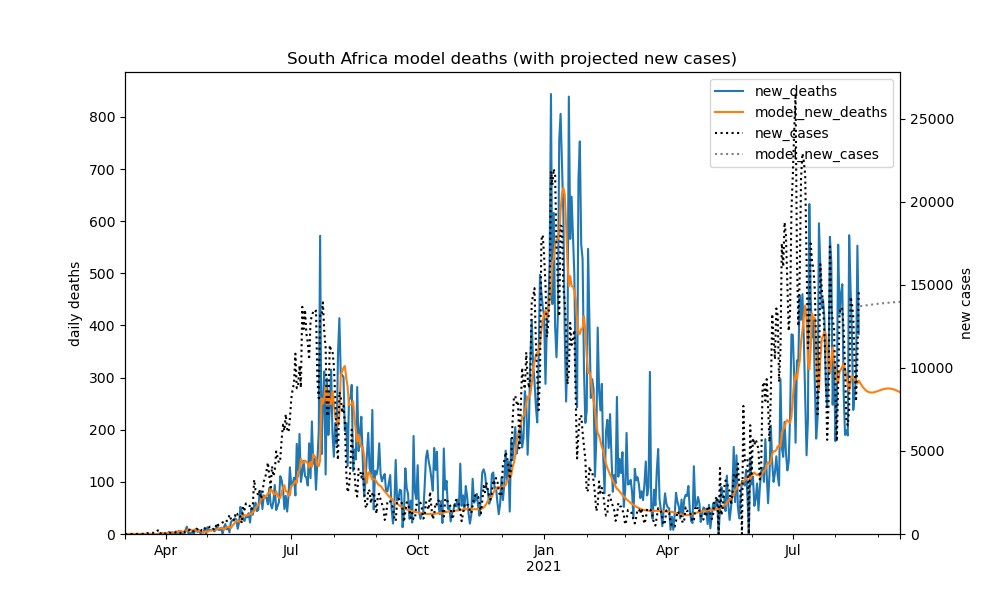 South Africa model deaths (with projected new cases)
new_deaths
model_new_deaths
new_cases
model_new_cases
daily deaths
800
700
600
500
400
300
200
100
0
25000
20000
15000
10000
5000
0
new cases
Apr Jul Oct Jan Apr Jul
2021